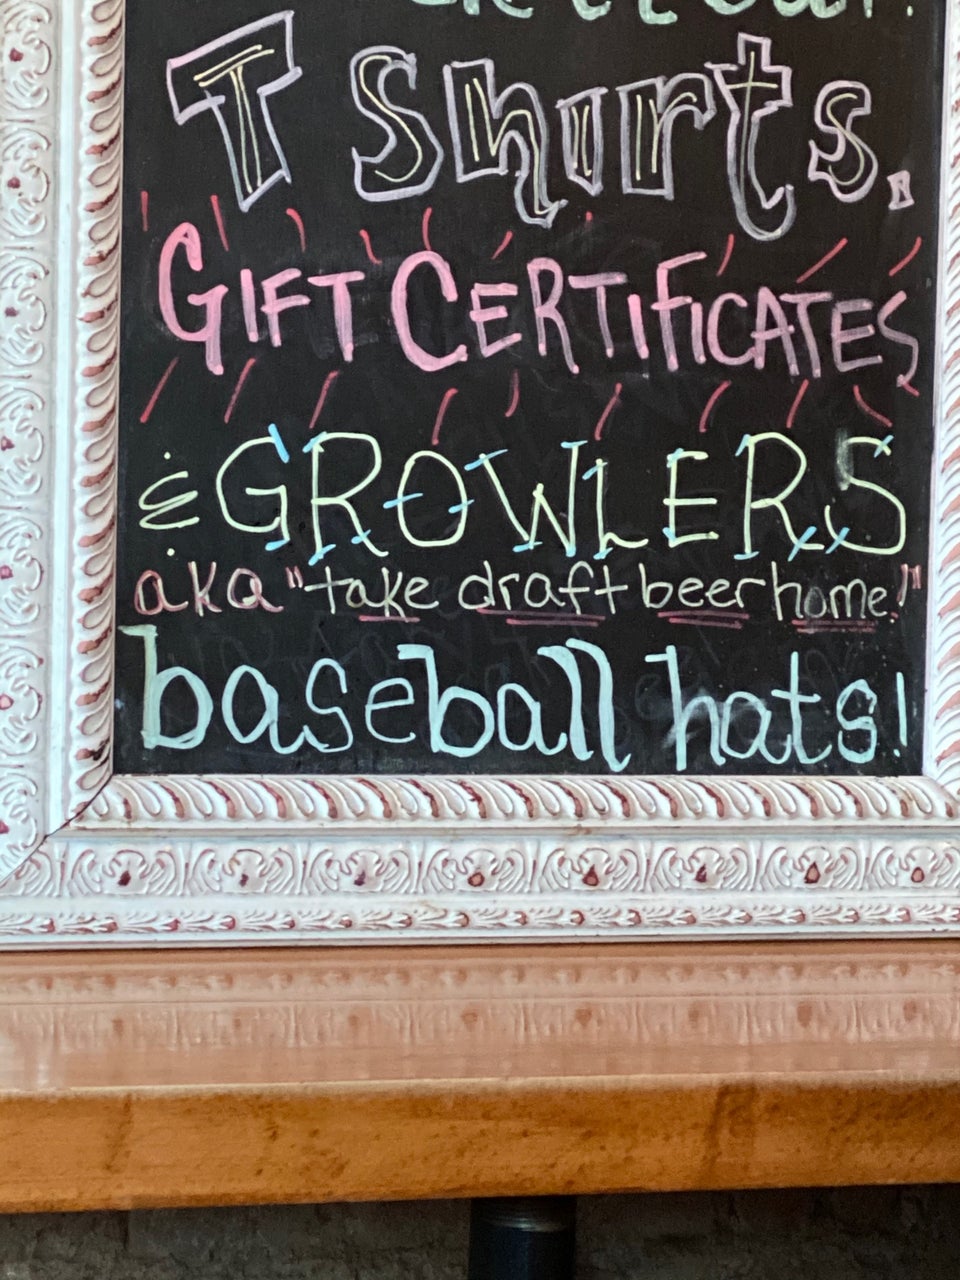 T Shirts.
GIFT CERTIFICATES
& GROWLERS
aka "take draft beer home!"
baseball hats!